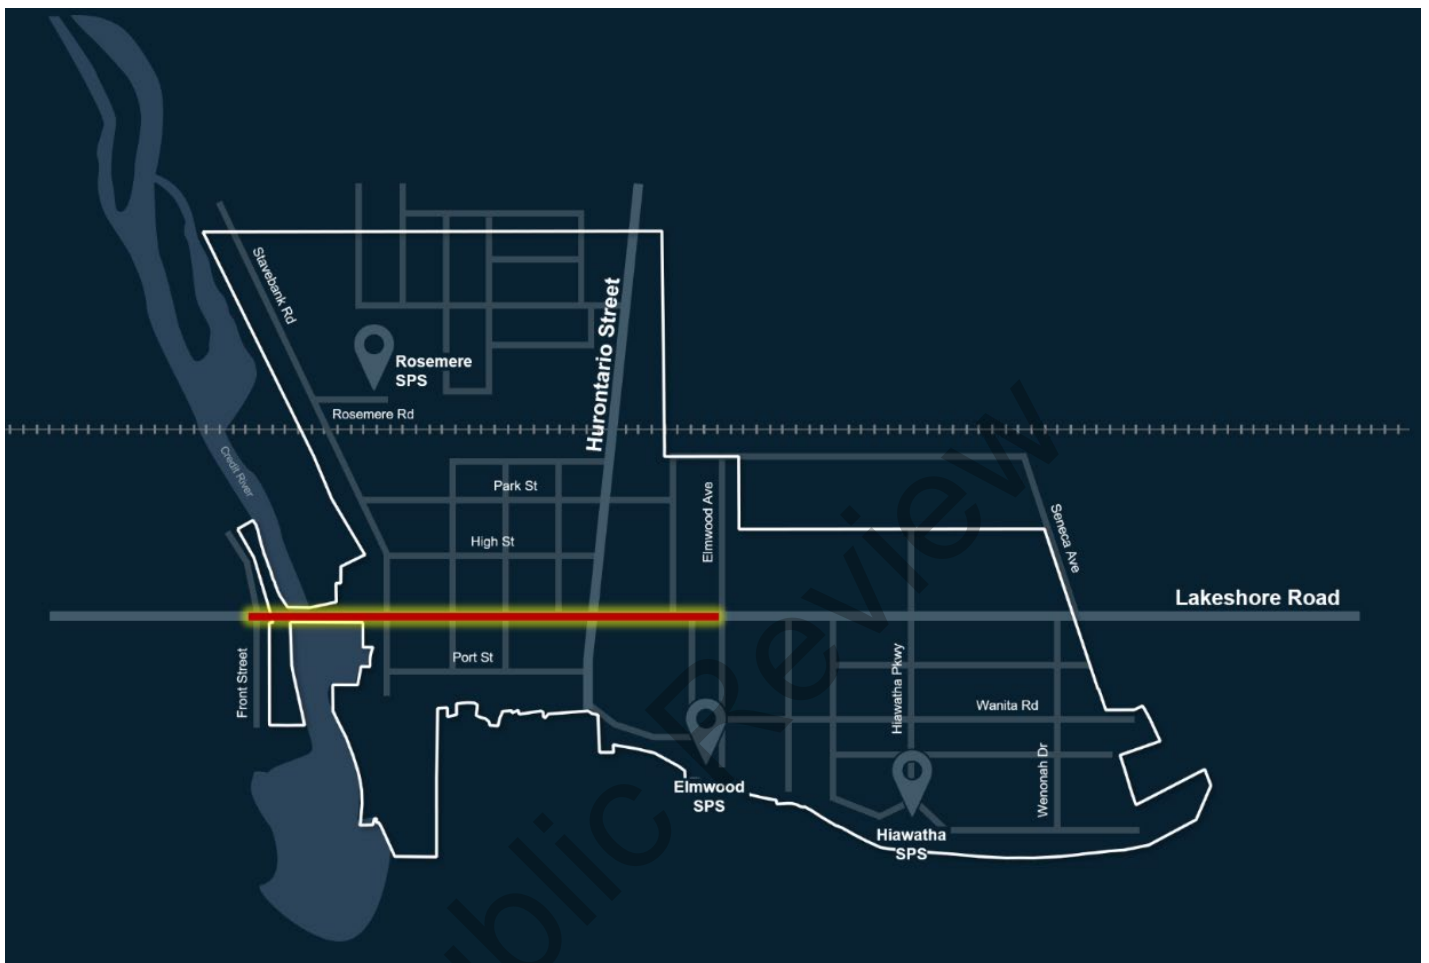 Stavebank Rd
Hurontario Street
Rosemere
SPS
Rosemere Rd
Credit River
Park St
Elmwood Ave
High St
Seneca Ave
Lakeshore Road
Port St
Front Street
Hiawatha Pkwy
Wanita Rd
Wenonah Dr
Elmwood
SPS
Hiawatha
SPS
Public Review